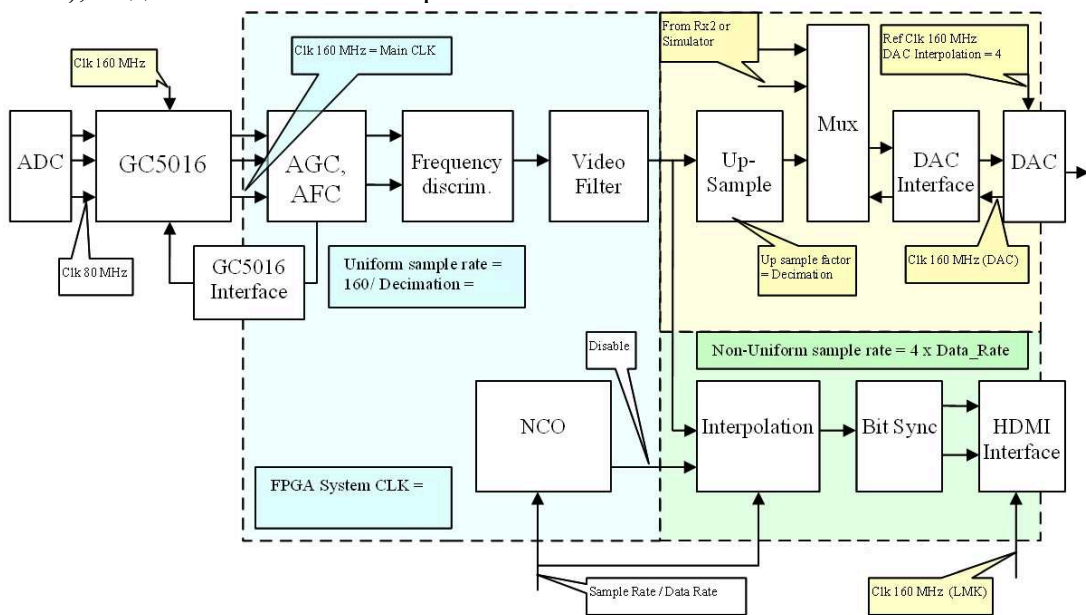 Clk 160 MHz
Clk 160 MHz = Main CLK
From Rx2 or
Simulator
Ref Clk 160 MHz
DAC Interpolation = 4
ADC
GC5016
AGC,
AFC
Frequency
discrim.
Video
Filter
Up-
Sample
Mux
DAC
Interface
DAC
Clk 80 MHz
GC5016
Interface
Uniform sample rate =
160/ Decimation =
Up sample factor
= Decimation
Clk 160 MHz (DAC)
Disable
Non-Uniform sample rate = 4 x Data_Rate
NCO
Interpolation
Bit Sync
HDMI
Interface
FPGA System CLK =
Sample Rate / Data Rate
Clk 160 MHz (LMK)